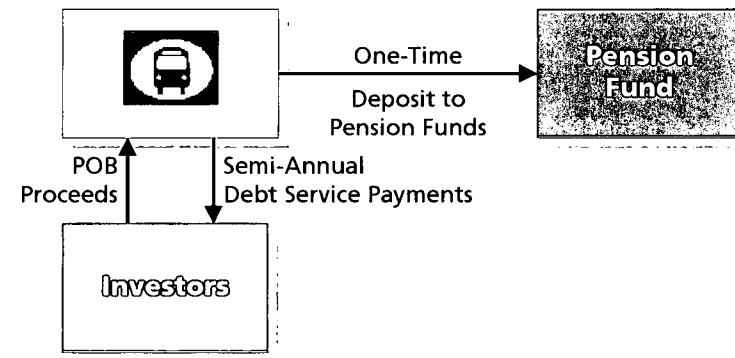 One-Time
Deposit to
Pension Funds
Pension
Fund
POB
Proceeds
Semi-Annual
Debt Service Payments
Investors